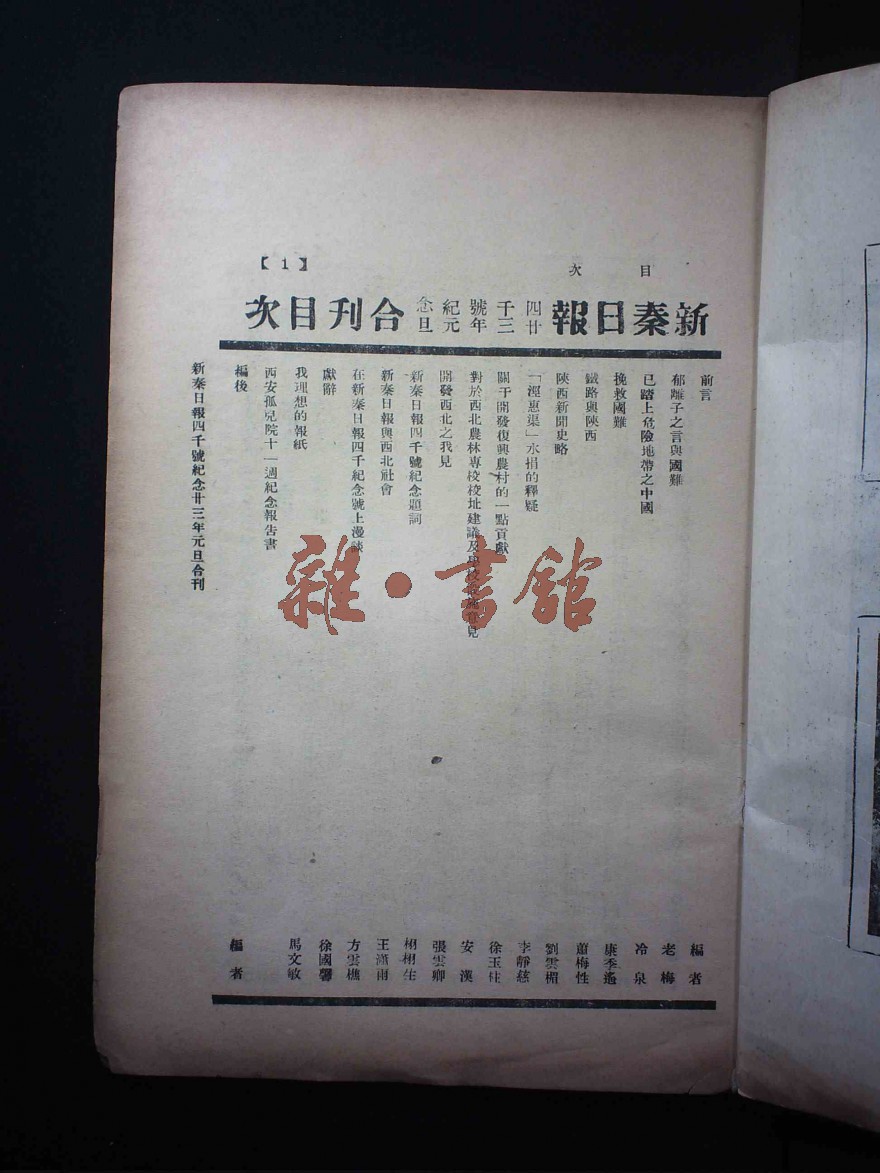 目次
【1】
新秦日報四千號紀念廿三年元旦合刊目次
前言 編者
郁離子之言與國難 老梅
已踏上危險地帶之中國 冷泉
挽救國難 康季遙
鐵路與陝西 蕭梅性
陝西新聞史略 劉雲楣
「涇惠渠」水捐的釋疑 李靜慈
關于開發復興農村的一點貢獻 徐玉柱
對於西北農林專校校址建議及學校設施意見 安漢
開發西北之我見 張雲卿
新秦日報四千號紀念題詞 栩栩生
新秦日報與西北社會 王漕雨
在新秦日報四千紀念號上漫談 方雲樵
獻辭 徐國馨
我理想的報紙 馬文敏
西安孤兒院十一週紀念報告書
編後 編者
新秦日報四千號紀念廿三年元旦合刊
雜·書館